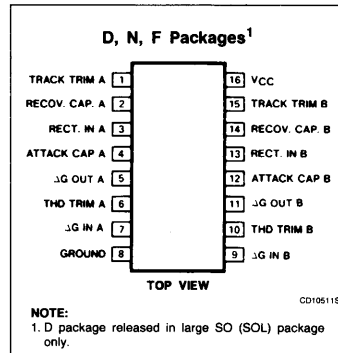 D, N, F Packages1
TRACK TRIM A 1
RECOV. CAP. A 2
RECT. IN A 3
ATTACK CAP A 4
ΔG OUT A 5
THD TRIM A 6
ΔG IN A 7
GROUND 8
16 VCC
15 TRACK TRIM B
14 RECOV. CAP. B
13 RECT. IN B
12 ATTACK CAP B
11 ΔG OUT B
10 THD TRIM B
9 ΔG IN B
TOP VIEW
CD10511S
NOTE:
1. D package released in large SO (SOL) package
only.